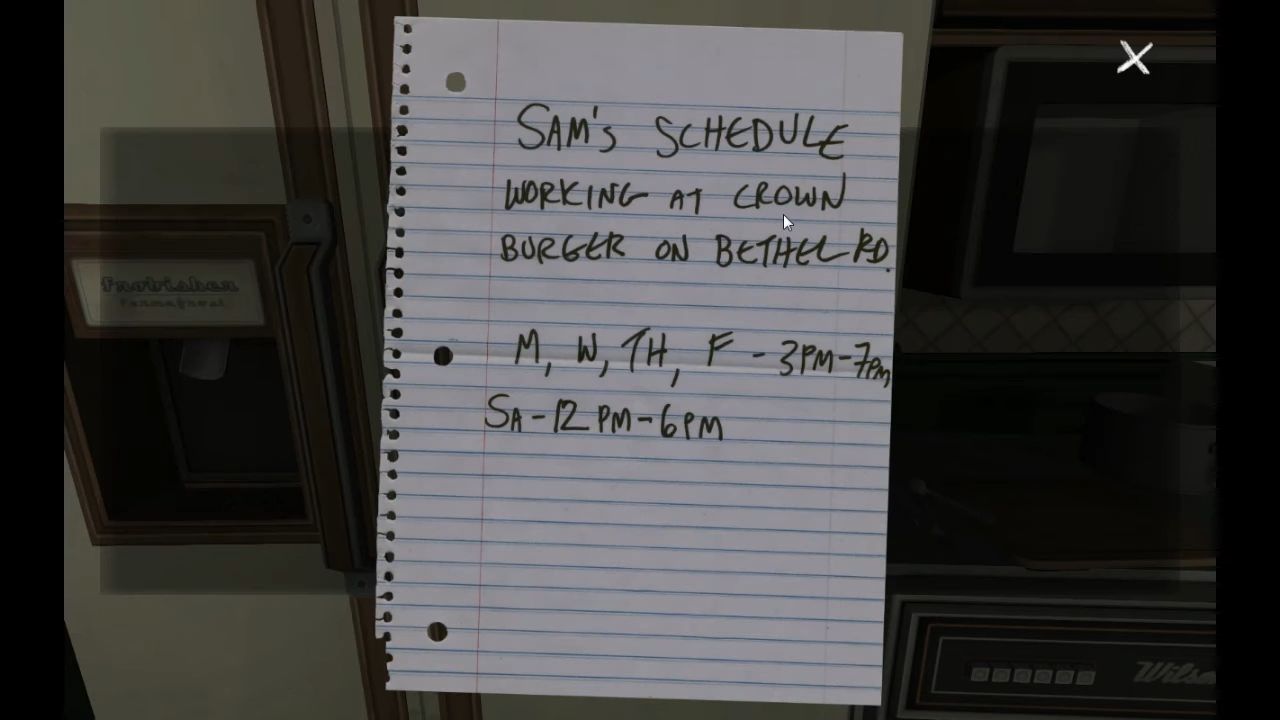 SAM'S SCHEDULE
WORKING AT CROWN
BURGER ON BETHEL RD.
M, W, TH, F - 3PM-7PM
SA-12 PM-6PM